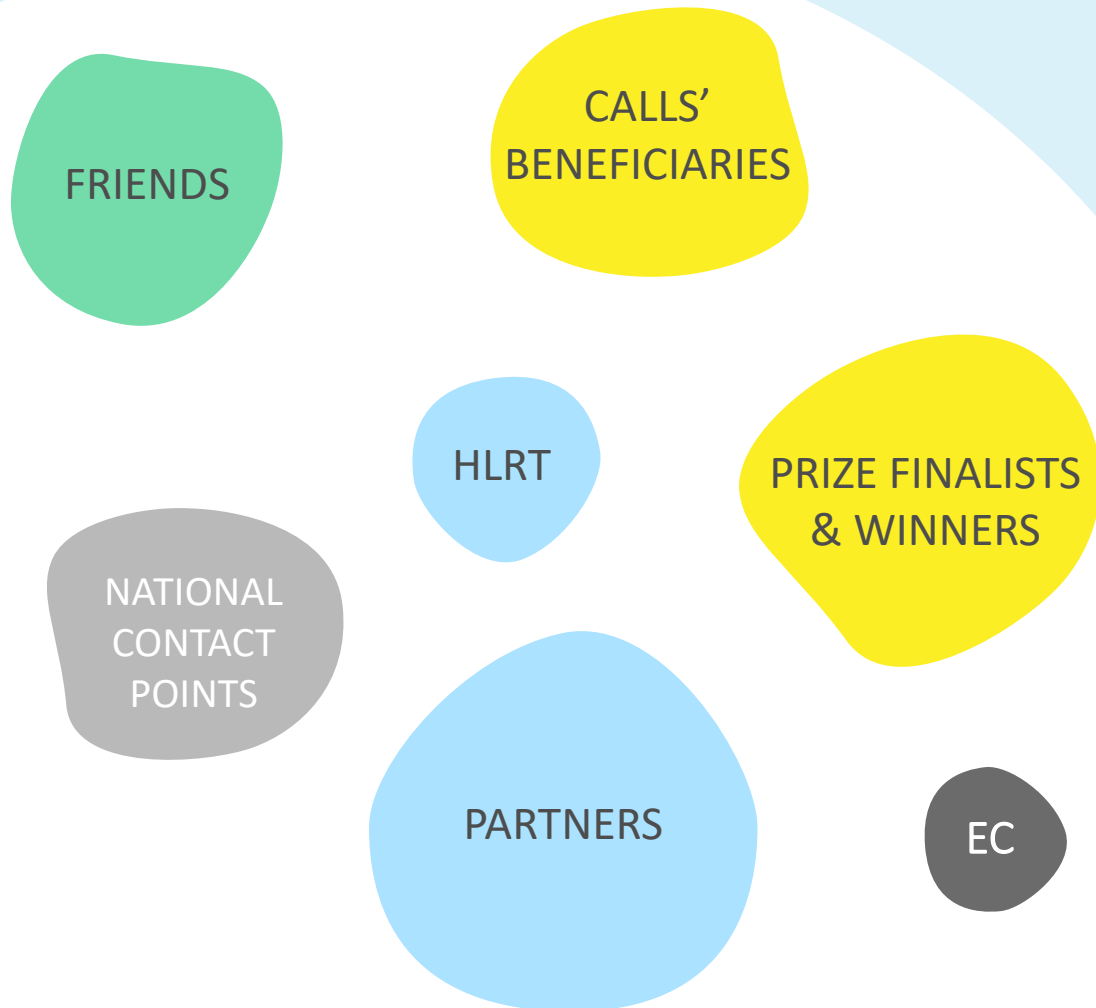 FRIENDS
CALLS’
BENEFICIARIES
HLRT
PRIZE FINALISTS
& WINNERS
NATIONAL
CONTACT
POINTS
PARTNERS
EC